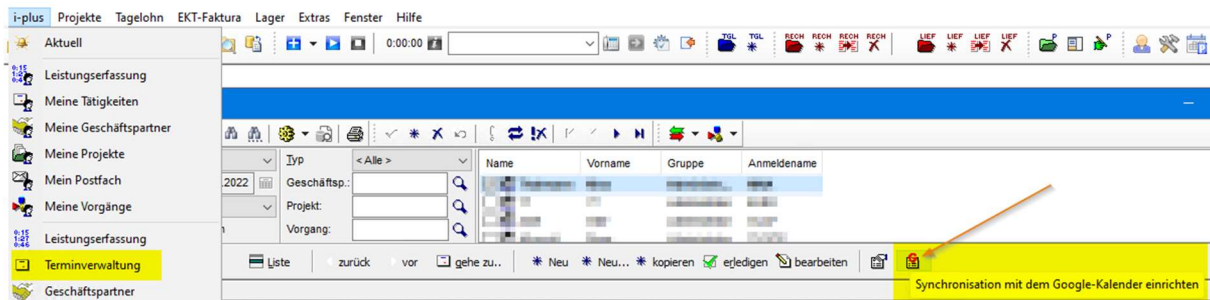 i-plus Projekte Tagelohn EKT-Faktura Lager Extras Fenster Hilfe
Aktuell
0:00:00
TGL TGL RECH RECH RECH RECH LIEF LIEF LIEF LIEF
Leistungserfassung
Meine Tätigkeiten
Meine Geschäftspartner
Meine Projekte
Typ < Alle > Name Vorname Gruppe Anmeldename
Mein Postfach
.2022 Geschäftsp.:
Meine Vorgänge
Projekt:
Vorgang:
Leistungserfassung
Terminverwaltung
Liste zurück vor gehe zu.. Neu Neu... kopieren erledigen bearbeiten
Geschäftspartner
Synchronisation mit dem Google-Kalender einrichten